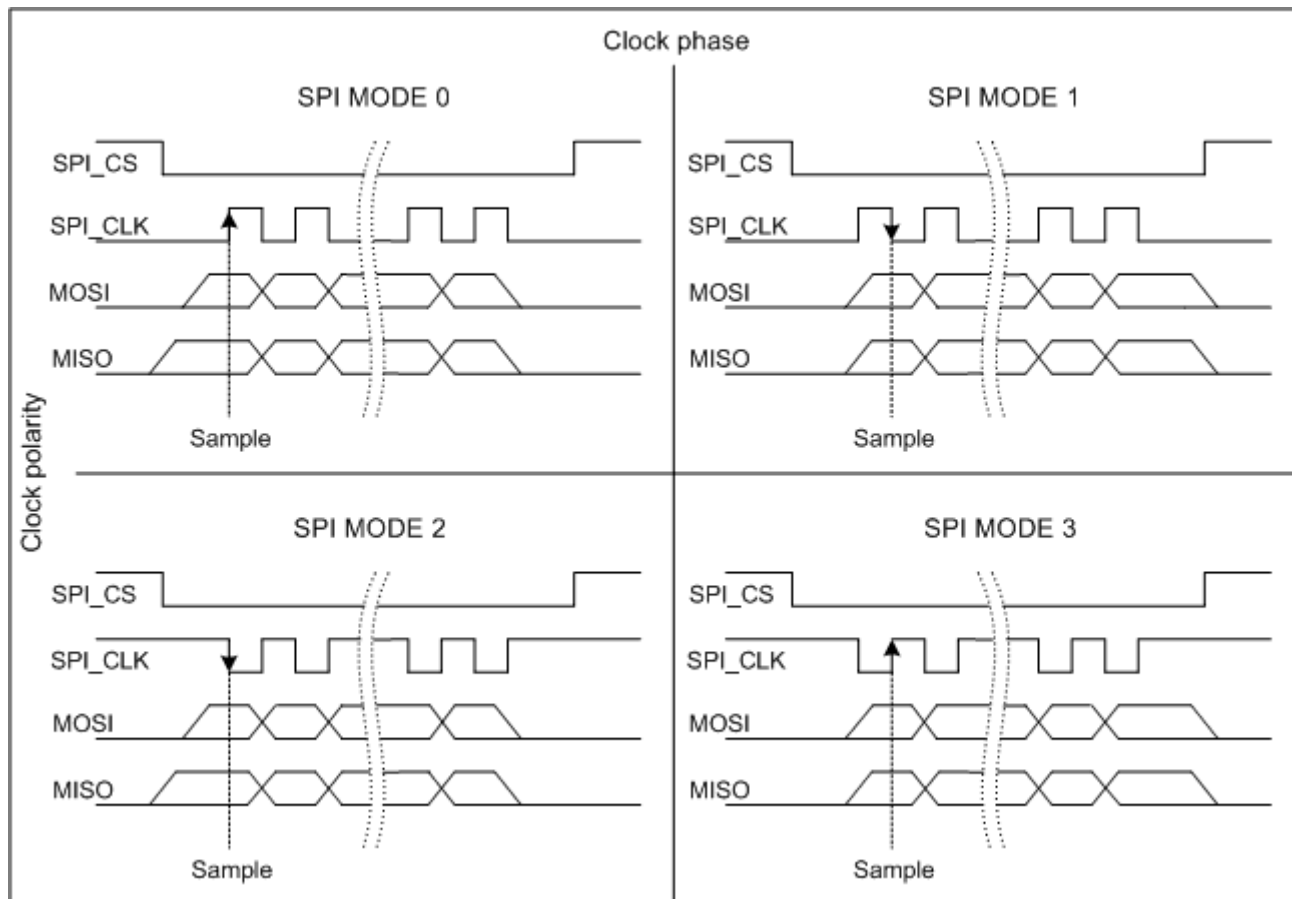 Clock phase
SPI MODE 0
SPI_CS
SPI_CLK
MOSI
MISO
Sample
SPI MODE 1
SPI_CS
SPI_CLK
MOSI
MISO
Sample
Clock polarity
SPI MODE 2
SPI_CS
SPI_CLK
MOSI
MISO
Sample
SPI MODE 3
SPI_CS
SPI_CLK
MOSI
MISO
Sample